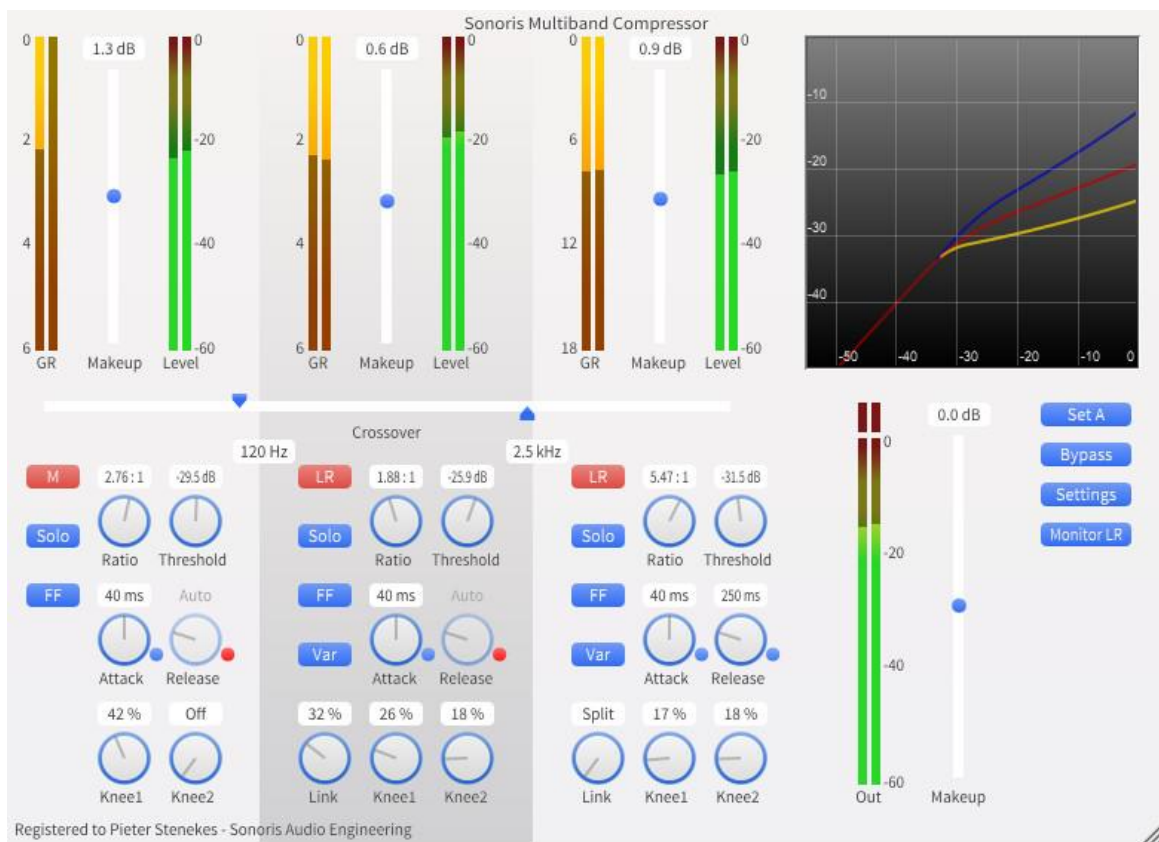 Sonoris Multiband Compressor
0 1.3 dB 0 0 0.6 dB 0 0 0.9 dB 0
-10
2 -20 2 -20 6 -20
-20
-30
4 -40 4 -40 12 -40
-40
6 -60 6 -60 18 -60
-50 -40 -30 -20 -10 0
GR Makeup Level GR Makeup Level GR Makeup Level
Crossover
120 Hz 2.5 kHz
M 2.76 : 1 -29.5 dB LR 1.88 : 1 -25.9 dB LR 5.47 : 1 -31.5 dB
Solo Solo Solo
Ratio Threshold Ratio Threshold Ratio Threshold
FF 40 ms Auto FF 40 ms Auto FF 40 ms 250 ms
Var Var
Attack Release Attack Release Attack Release
42 % Off 32 % 26 % 18 % Split 17 % 18 %
Knee1 Knee2 Link Knee1 Knee2 Link Knee1 Knee2
0.0 dB
0
-20
-40
-60
Out Makeup
Set A
Bypass
Settings
Monitor LR
Registered to Pieter Stenekes - Sonoris Audio Engineering